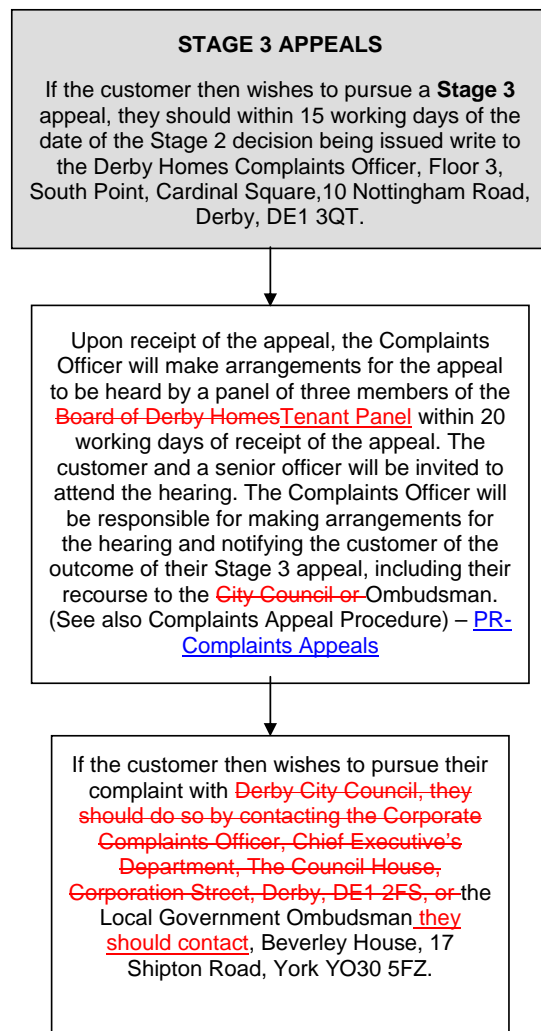 STAGE 3 APPEALS
If the customer then wishes to pursue a Stage 3
appeal, they should within 15 working days of the
date of the Stage 2 decision being issued write to
the Derby Homes Complaints Officer, Floor 3,
South Point, Cardinal Square,10 Nottingham Road,
Derby, DE1 3QT.
Upon receipt of the appeal, the Complaints
Officer will make arrangements for the appeal
to be heard by a panel of three members of the
Board of Derby HomesTenant Panel within 20
working days of receipt of the appeal. The
customer and a senior officer will be invited to
attend the hearing. The Complaints Officer will
be responsible for making arrangements for
the hearing and notifying the customer of the
outcome of their Stage 3 appeal, including their
recourse to the City Council or Ombudsman.
(See also Complaints Appeal Procedure) – PR-
Complaints Appeals
If the customer then wishes to pursue their
complaint with Derby City Council, they
should do so by contacting the Corporate
Complaints Officer, Chief Executive's
Department, The Council House,
Corporation Street, Derby, DE1 2FS, or the
Local Government Ombudsman they
should contact, Beverley House, 17
Shipton Road, York YO30 5FZ.